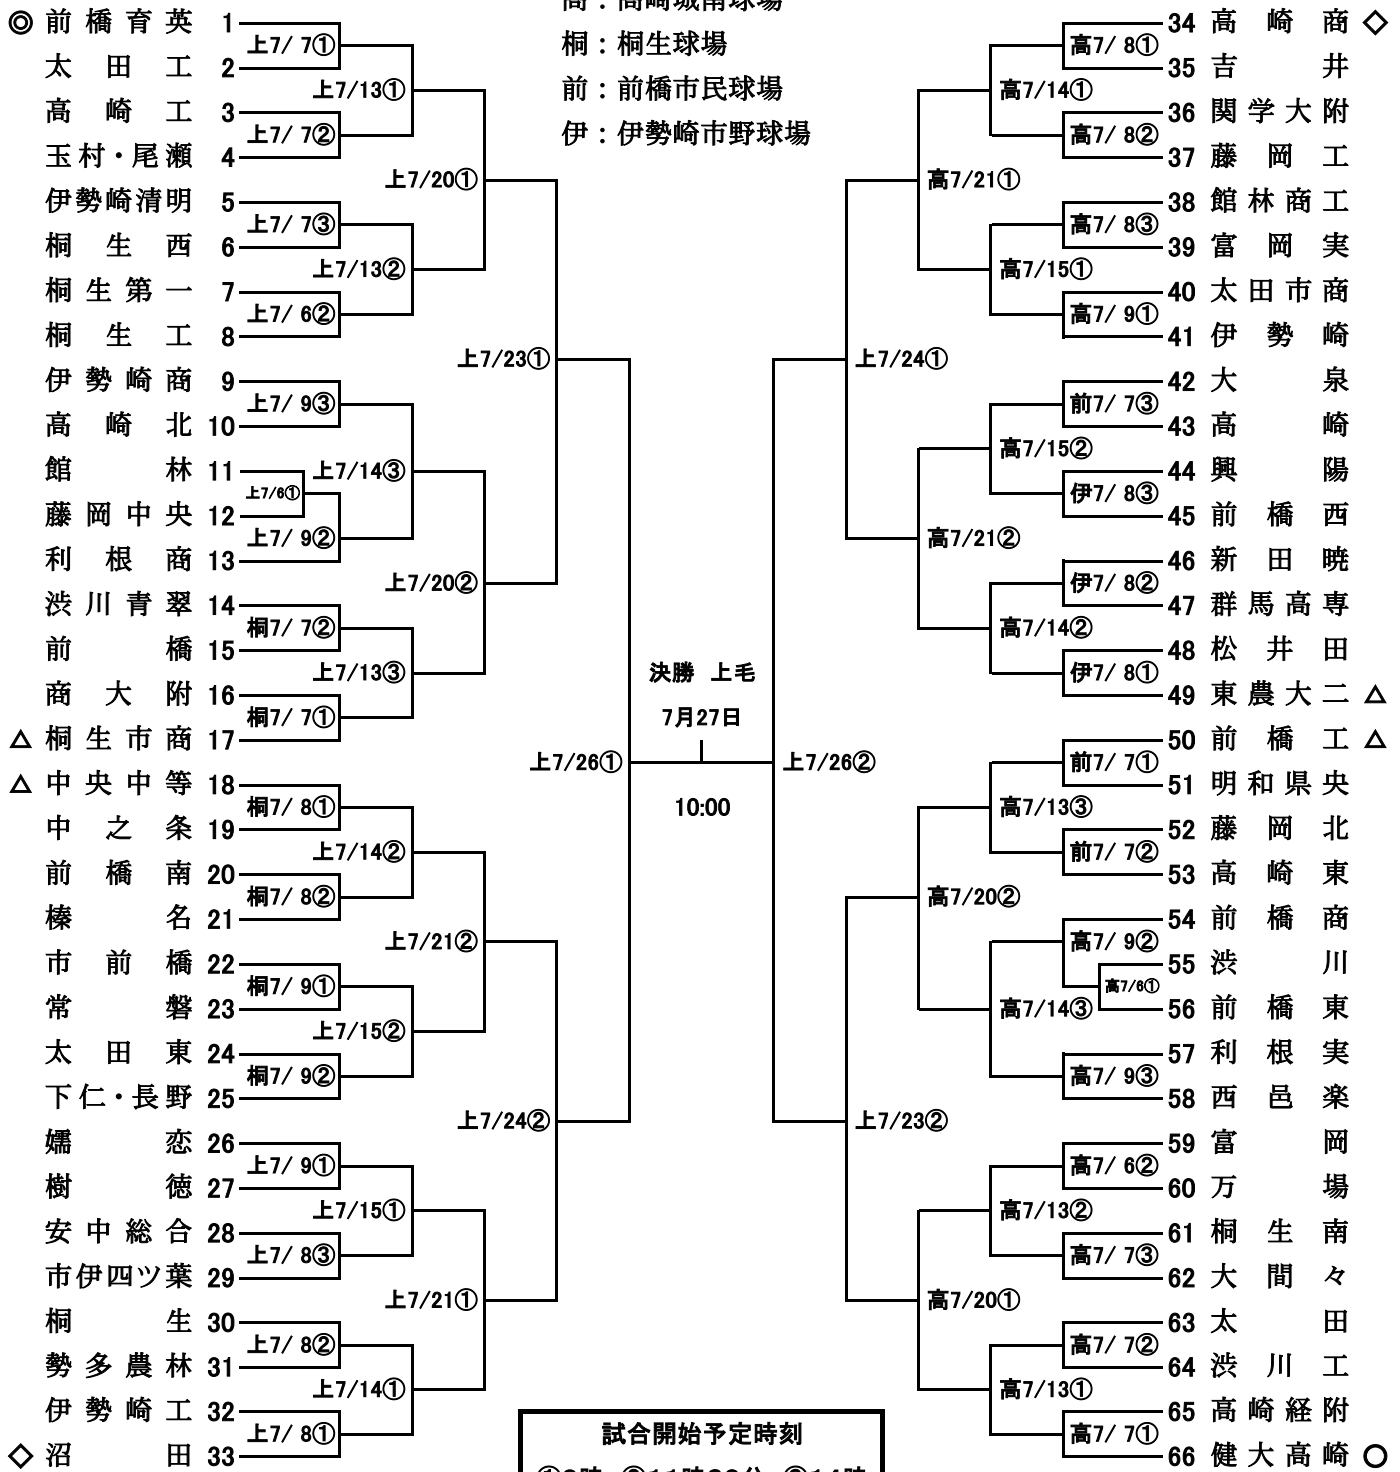 桐：桐生球場
前：前橋市民球場
伊：伊勢崎市野球場
◎ 前橋育英 1
太田工 2
高崎工 3
玉村・尾瀬 4
伊勢崎清明 5
桐生西 6
桐生第一 7
桐生工 8
伊勢崎商 9
高崎北 10
館林 11
藤岡中央 12
利根商 13
渋川青翠 14
前橋 15
商大附 16
△ 桐生市商 17
△ 中央中等 18
中之条 19
前橋南 20
榛名 21
市前橋 22
常磐 23
太田東 24
下仁・長野 25
嬬恋 26
樹徳 27
安中総合 28
市伊四ツ葉 29
桐生 30
勢多農林 31
伊勢崎工 32
◇ 沼田 33
上7/ 7①
上7/ 7②
上7/ 7③
上7/ 6②
上7/ 9③
上7/6①
上7/ 9②
桐7/ 7②
桐7/ 7①
桐7/ 8①
桐7/ 8②
桐7/ 9①
桐7/ 9②
上7/ 9①
上7/ 8③
上7/ 8②
上7/ 8①
上7/13①
上7/13②
上7/14③
上7/13③
上7/14②
上7/15②
上7/15①
上7/14①
上7/20①
上7/20②
上7/21②
上7/21①
上7/23①
上7/24②
上7/26①
決勝 上毛
7月27日
10:00
上7/26②
上7/24①
上7/23②
高7/21①
高7/21②
高7/20②
高7/20①
高7/14①
高7/15①
高7/15②
高7/14②
高7/13③
高7/14③
高7/13②
高7/13①
高7/ 8①
高7/ 8②
高7/ 8③
高7/ 9①
前7/ 7③
伊7/ 8③
伊7/ 8②
伊7/ 8①
前7/ 7①
前7/ 7②
高7/ 9②
高7/6①
高7/ 9③
高7/ 6②
高7/ 7③
高7/ 7②
高7/ 7①
34 高崎商 ◇
35 吉井
36 関学大附
37 藤岡工
38 館林商工
39 富岡実
40 太田市商
41 伊勢崎
42 大泉
43 高崎
44 興陽
45 前橋西
46 新田暁
47 群馬高専
48 松井田
49 東農大二 △
50 前橋工 △
51 明和県央
52 藤岡北
53 高崎東
54 前橋商
55 渋川
56 前橋東
57 利根実
58 西邑楽
59 富岡
60 万場
61 桐生南
62 大間々
63 太田
64 渋川工
65 高崎経附
66 健大高崎 ○
試合開始予定時刻